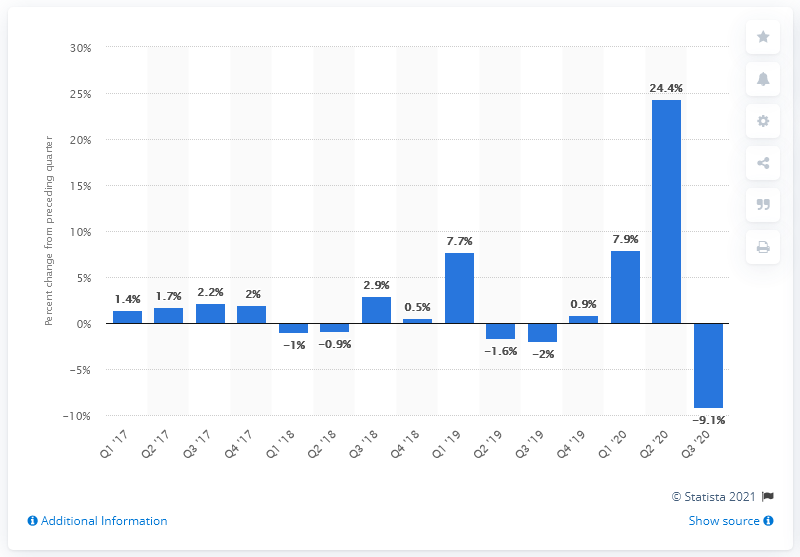 30%
25%
20%
15%
10%
5%
0%
−5%
−10%
Percent change from preceding quarter
1.4%
1.7%
2.2%
2%
−1%
−0.9%
2.9%
0.5%
7.7%
−1.6%
−2%
0.9%
7.9%
24.4%
−9.1%
Q1 '17
Q2 '17
Q3 '17
Q4 '17
Q1 '18
Q2 '18
Q3 '18
Q4 '18
Q1 '19
Q2 '19
Q3 '19
Q4 '19
Q1 '20
Q2 '20
Q3 '20
© Statista 2021
Additional Information
Show source